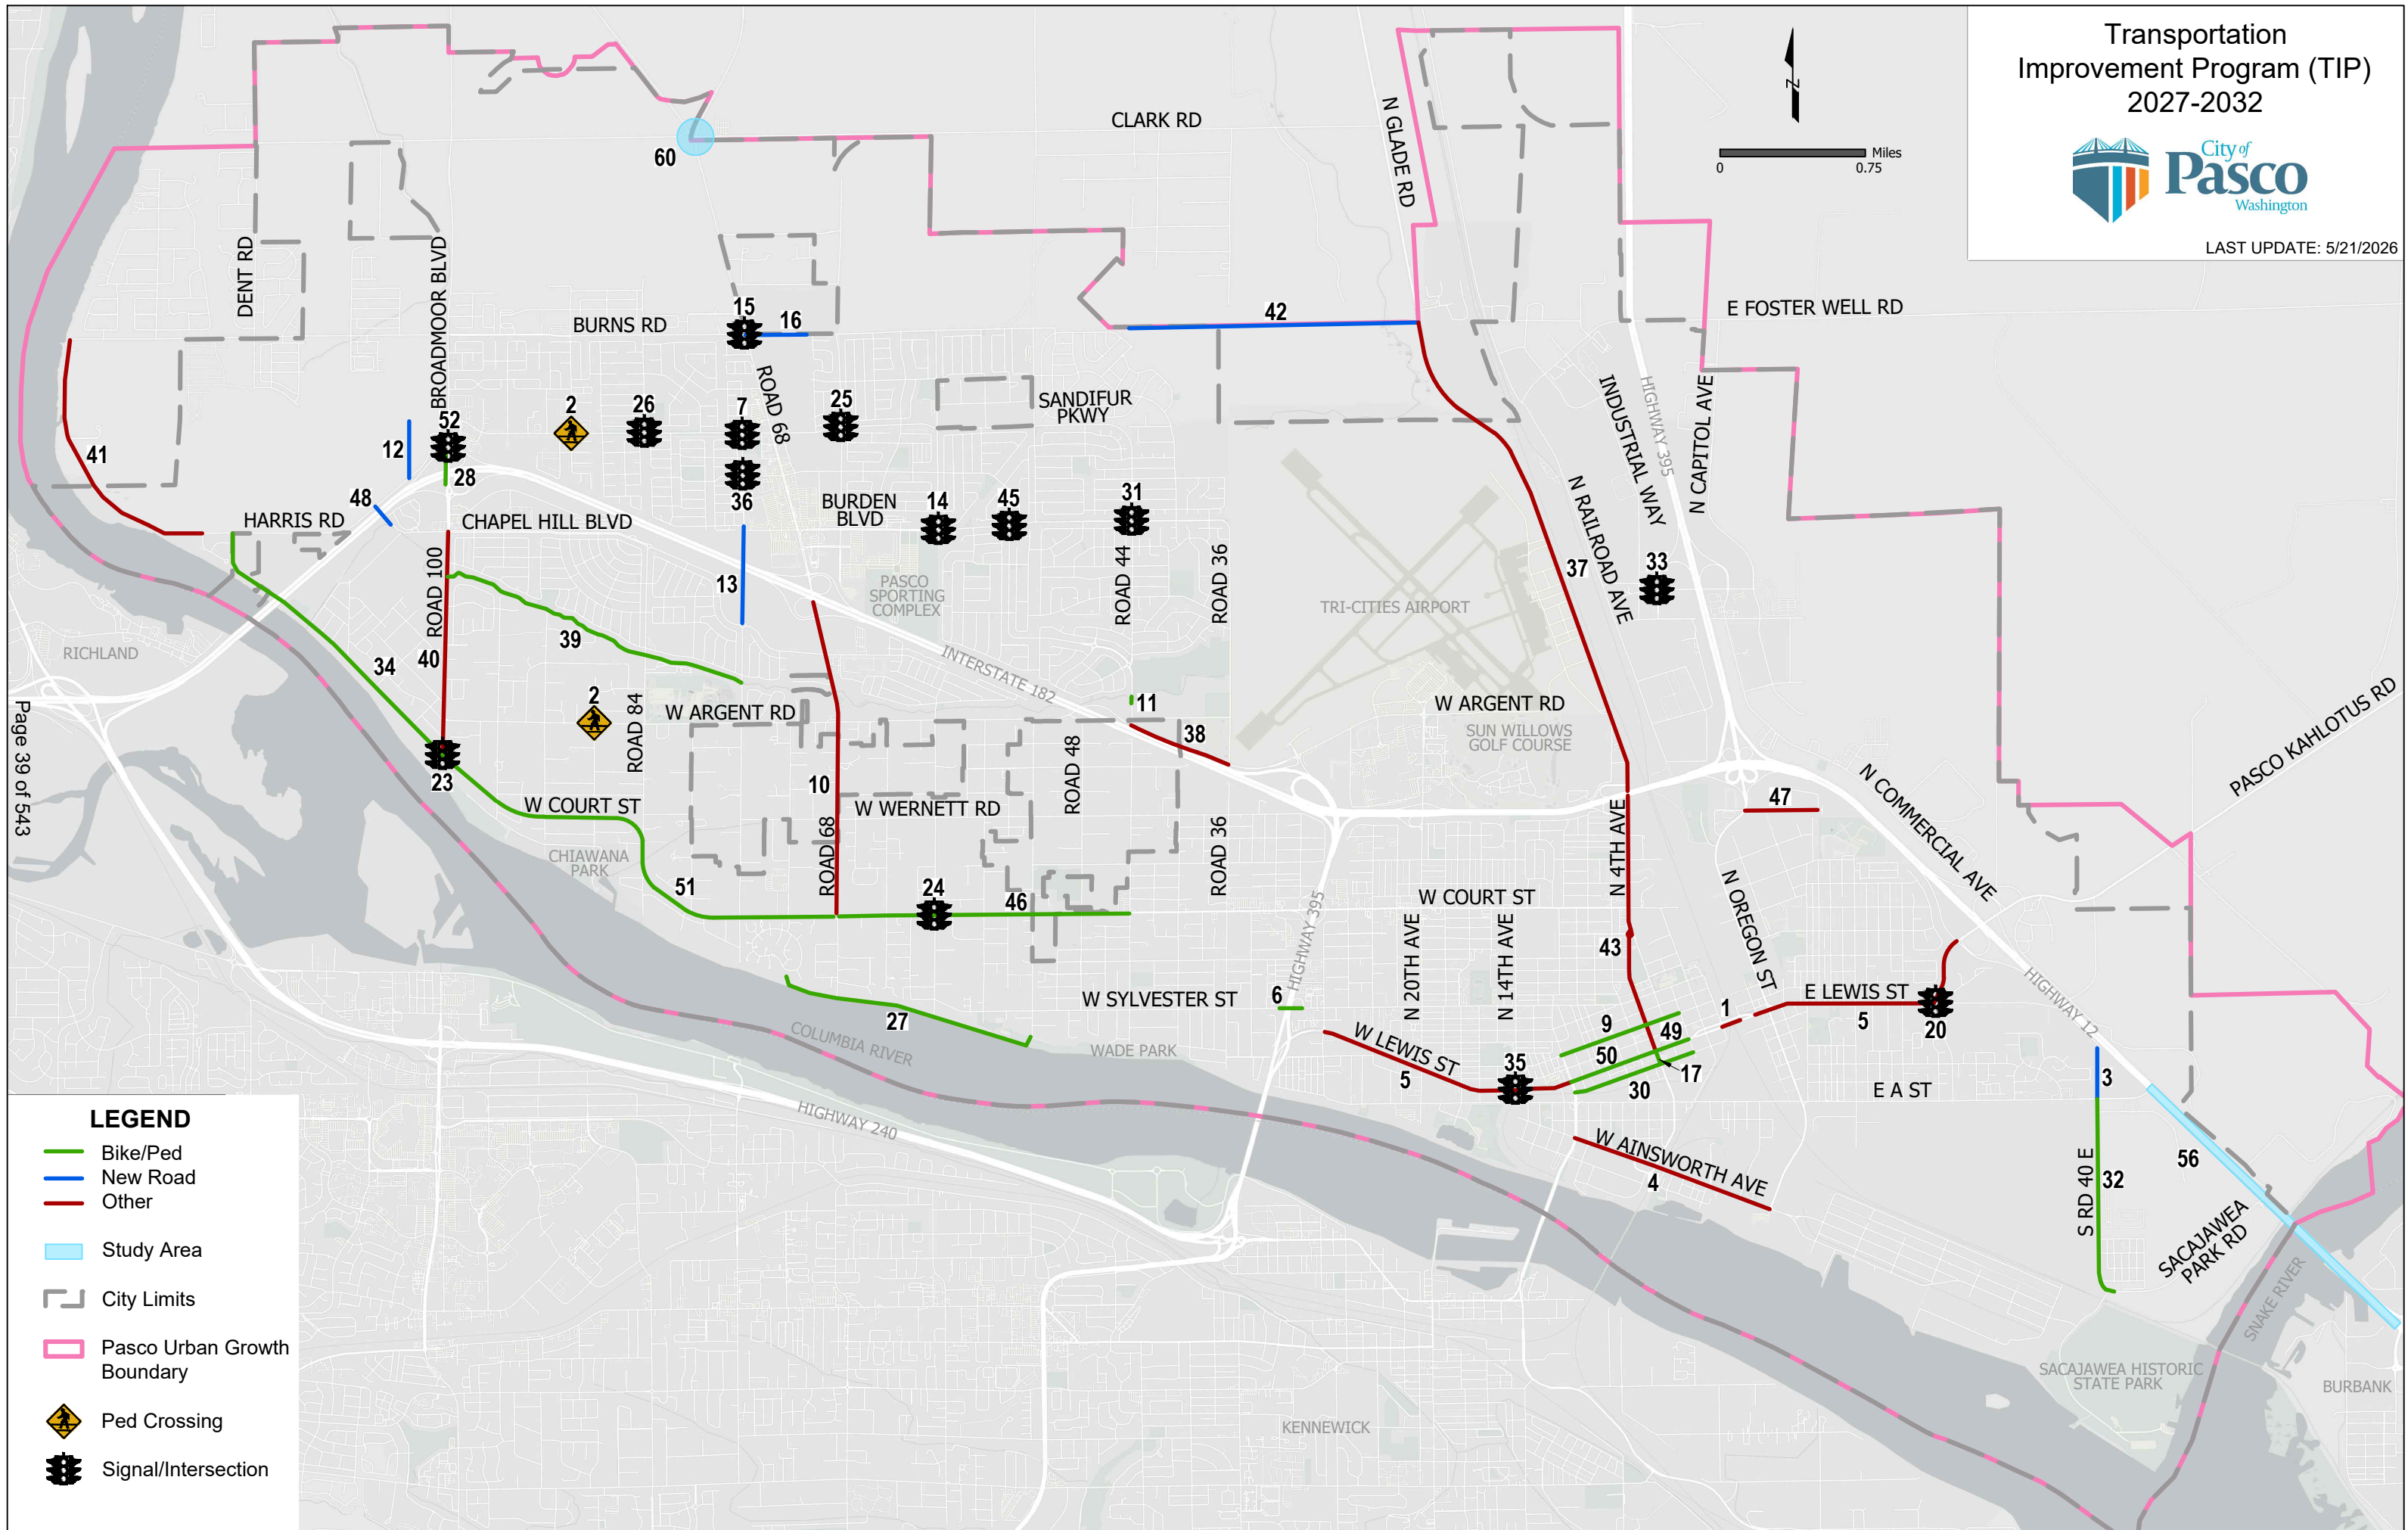 Transportation
Improvement Program (TIP)
2027-2032
City of
Pasco
Washington
LAST UPDATE: 5/21/2026
N
Miles
0
0.75
CLARK RD
60
N GLADE RD
DENT RD
BROADMOOR BLVD
BURNS RD
15
16
42
E FOSTER WELL RD
ROAD 68
52
2
26
7
25
SANDIFUR
PKWY
INDUSTRIAL WAY
HIGHWAY 395
N CAPITOL AVE
41
12
28
48
36
HARRIS RD
CHAPEL HILL BLVD
BURDEN
BLVD
14
45
31
N RAILROAD AVE
ROAD 100
13
PASCO
SPORTING
COMPLEX
ROAD 44
ROAD 36
TRI-CITIES AIRPORT
37
33
RICHLAND
34
40
39
INTERSTATE 182
2
ROAD 84
W ARGENT RD
11
38
W ARGENT RD
SUN WILLOWS
GOLF COURSE
PASCO KAHLOTUS RD
Page 39 of 543
23
W COURT ST
10
W WERNETT RD
ROAD 48
ROAD 68
ROAD 36
N 4TH AVE
47
N COMMERCIAL AVE
CHIAWANA
PARK
51
24
46
W COURT ST
N OREGON ST
HIGHWAY 395
N 20TH AVE
N 14TH AVE
43
HIGHWAY 12
27
W SYLVESTER ST
6
E LEWIS ST
1
5
20
COLUMBIA RIVER
WADE PARK
W LEWIS ST
5
9
49
50
35
17
30
E A ST
3
HIGHWAY 240
W AINSWORTH AVE
4
S RD 40 E
32
56
SACAJAWEA
PARK RD
SNAKE RIVER
SACAJAWEA HISTORIC
STATE PARK
BURBANK
KENNEWICK
LEGEND
Bike/Ped
New Road
Other
Study Area
City Limits
Pasco Urban Growth
Boundary
Ped Crossing
Signal/Intersection